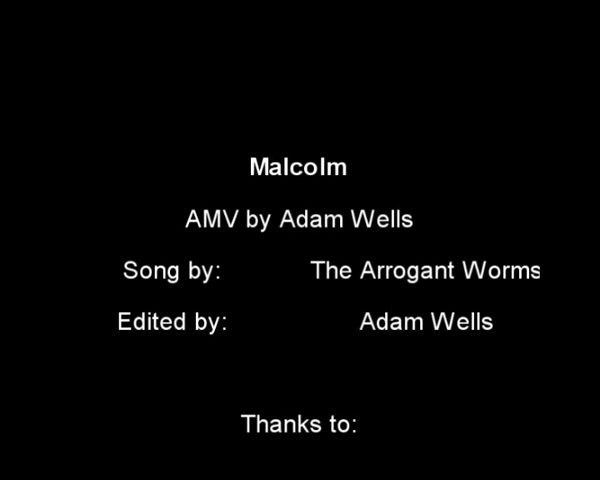 Malcolm
AMV by Adam Wells
Song by: The Arrogant Worms
Edited by: Adam Wells
Thanks to: